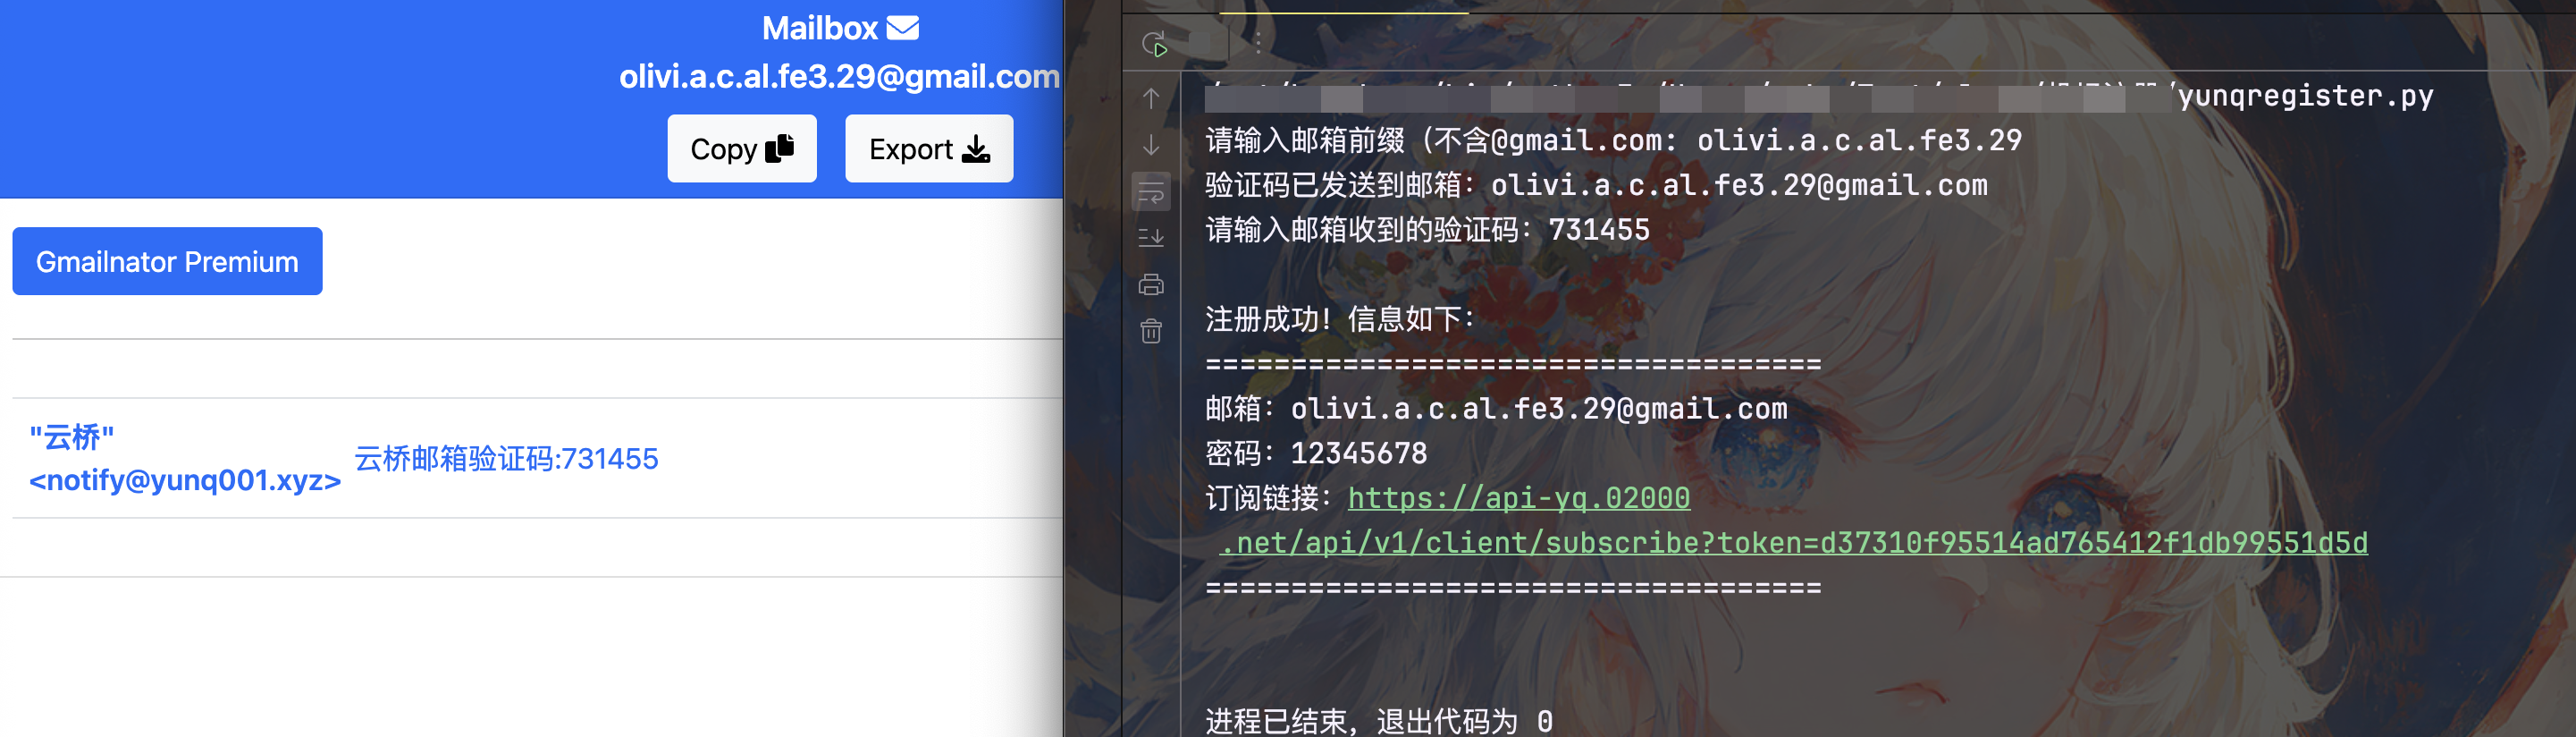 Mailbox
olivi.a.c.al.fe3.29@gmail.com
Copy
Export
Gmailnator Premium
"云桥"
<notify@yunq001.xyz>
云桥邮箱验证码:731455
/yunqregister.py
请输入邮箱前缀（不含@gmail.com: olivi.a.c.al.fe3.29
验证码已发送到邮箱：olivi.a.c.al.fe3.29@gmail.com
请输入邮箱收到的验证码：731455
注册成功！信息如下：
====================================
邮箱：olivi.a.c.al.fe3.29@gmail.com
密码：12345678
订阅链接：https://api-yq.02000
.net/api/v1/client/subscribe?token=d37310f95514ad765412f1db99551d5d
====================================
进程已结束，退出代码为 0